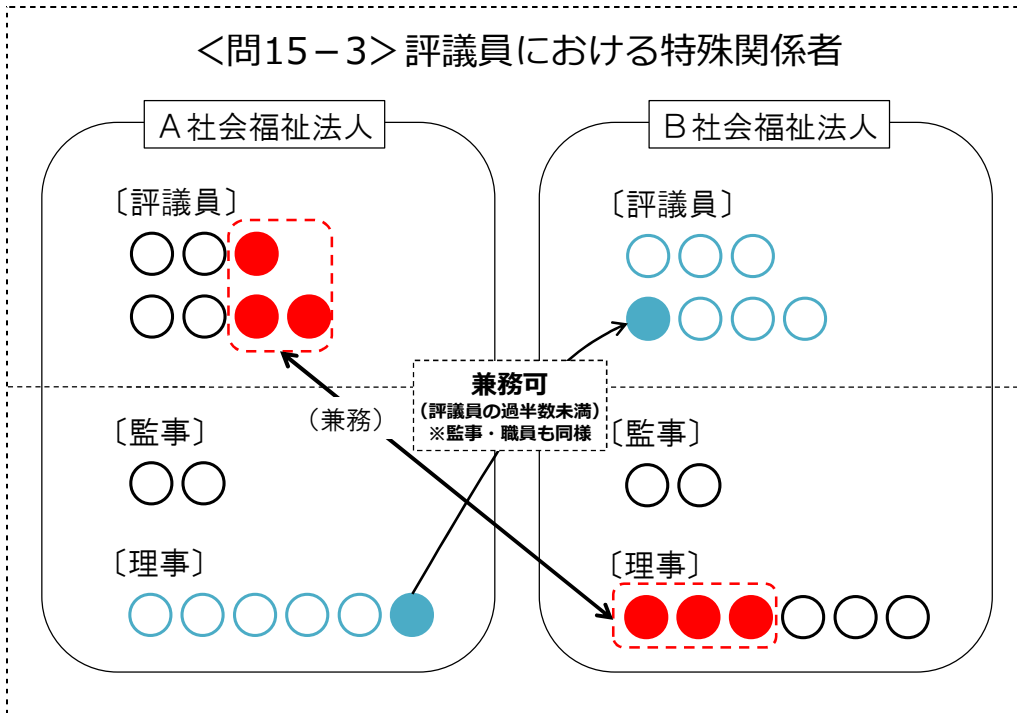 ＜問15－3＞評議員における特殊関係者
Ａ社会福祉法人
Ｂ社会福祉法人
〔評議員〕
〔評議員〕
兼務可
（評議員の過半数未満）
※監事・職員も同様
（兼務）
〔監事〕
〔監事〕
〔理事〕
〔理事〕